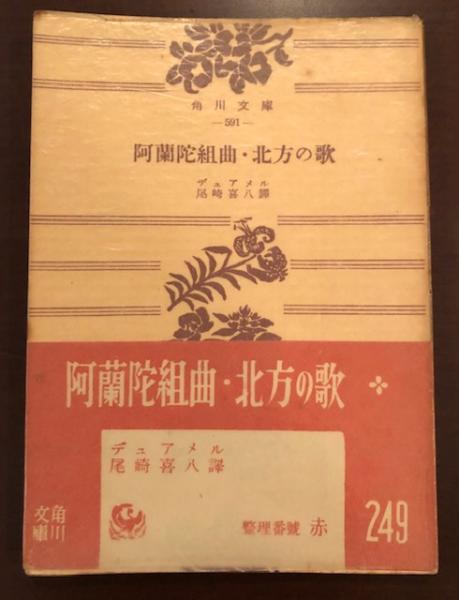 角川文庫
—591—
阿蘭陀組曲・北方の歌
デュアメル
尾崎喜八譯
阿蘭陀組曲・北方の歌
デュアメル
尾崎喜八譯
角川文庫
整理番號 赤
249